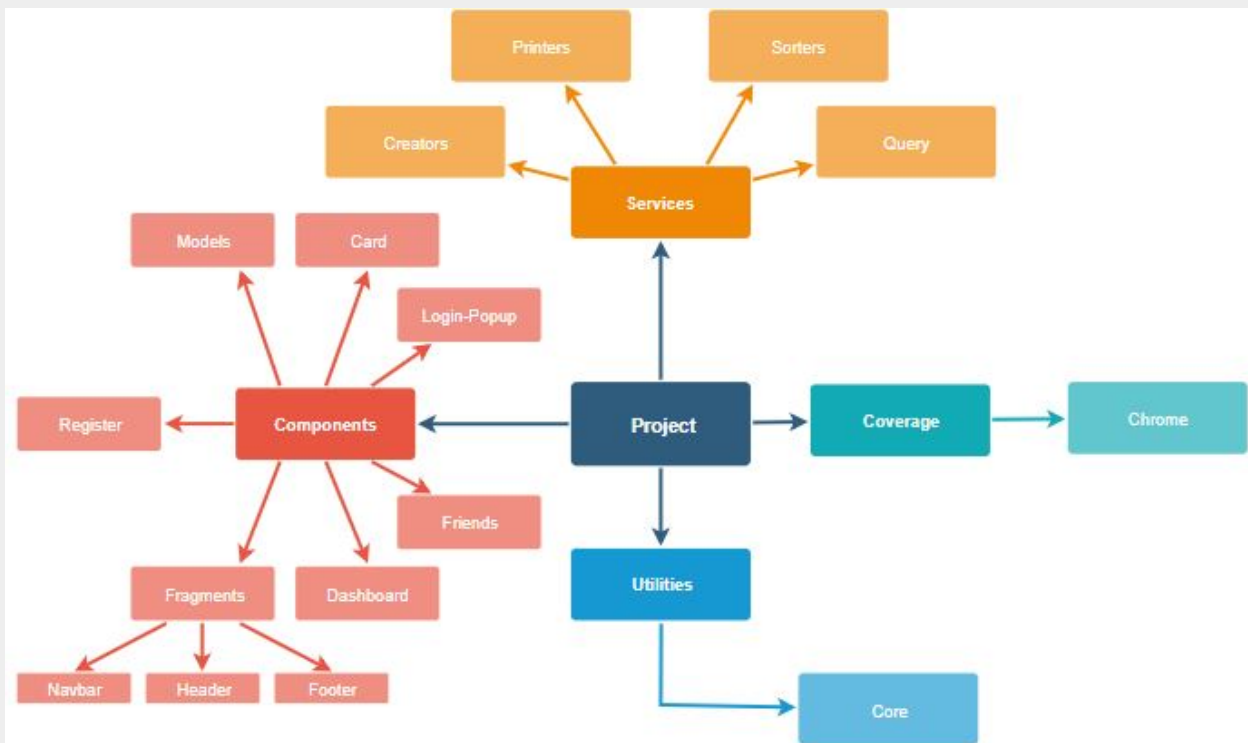 Printers
Sorters
Creators
Query
Services
Models
Card
Login-Popup
Register
Components
Project
Coverage
Chrome
Friends
Fragments
Dashboard
Utilities
Navbar
Header
Footer
Core